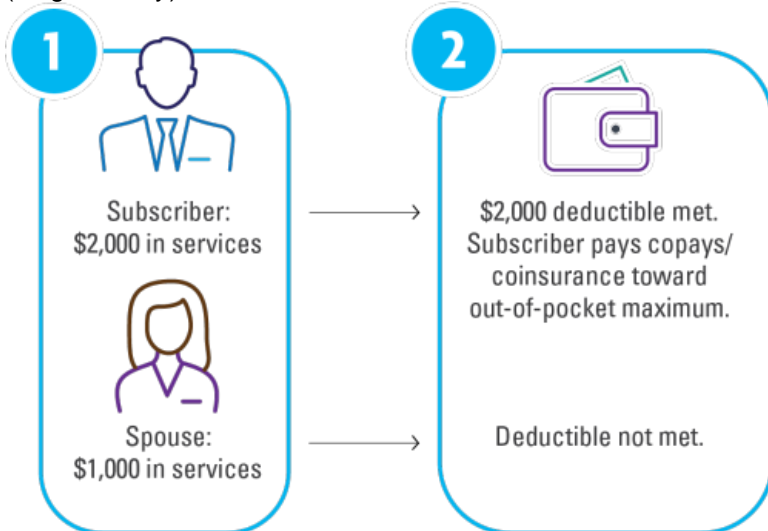 1
Subscriber:
$2,000 in services
Spouse:
$1,000 in services
2
$2,000 deductible met.
Subscriber pays copays/
coinsurance toward
out-of-pocket maximum.
Deductible not met.